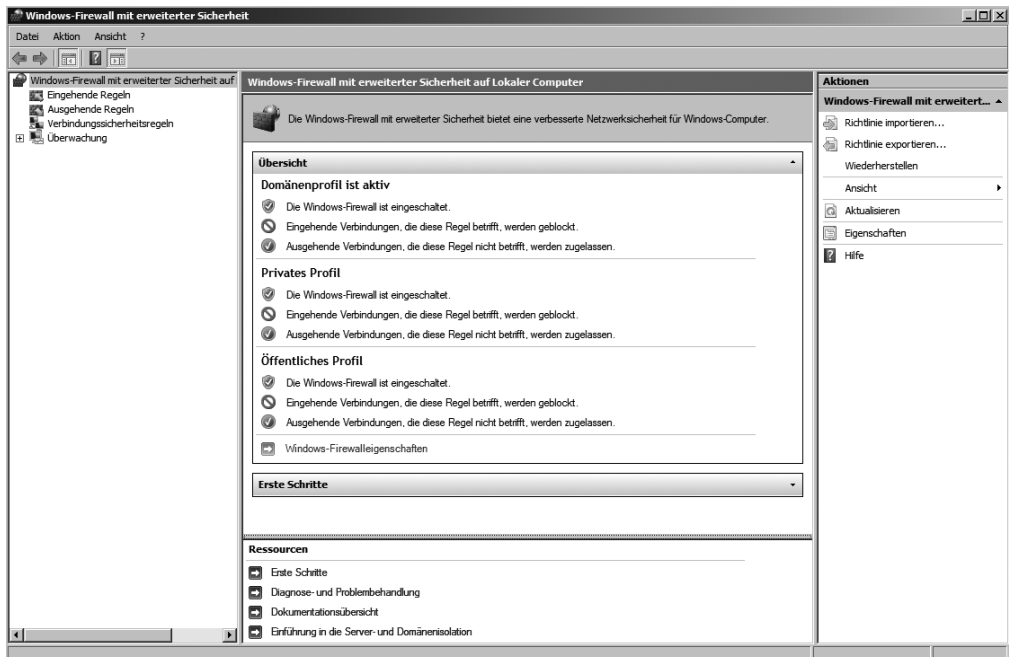 Windows-Firewall mit erweiterter Sicherheit
Datei Aktion Ansicht ?
Windows-Firewall mit erweiterter Sicherheit auf
Eingehende Regeln
Ausgehende Regeln
Verbindungssicherheitsregeln
Überwachung
Windows-Firewall mit erweiterter Sicherheit auf Lokaler Computer
Die Windows-Firewall mit erweiterter Sicherheit bietet eine verbesserte Netzwerksicherheit für Windows-Computer.
Übersicht
Domänenprofil ist aktiv
Die Windows-Firewall ist eingeschaltet.
Eingehende Verbindungen, die diese Regel betrifft, werden geblockt.
Ausgehende Verbindungen, die diese Regel nicht betrifft, werden zugelassen.
Privates Profil
Die Windows-Firewall ist eingeschaltet.
Eingehende Verbindungen, die diese Regel betrifft, werden geblockt.
Ausgehende Verbindungen, die diese Regel nicht betrifft, werden zugelassen.
Öffentliches Profil
Die Windows-Firewall ist eingeschaltet.
Eingehende Verbindungen, die diese Regel betrifft, werden geblockt.
Ausgehende Verbindungen, die diese Regel nicht betrifft, werden zugelassen.
Windows-Firewalleigenschaften
Erste Schritte
Ressourcen
Erste Schritte
Diagnose- und Problembehandlung
Dokumentationsübersicht
Einführung in die Server- und Domänenisolation
Aktionen
Windows-Firewall mit erweitert...
Richtlinie importieren...
Richtlinie exportieren...
Wiederherstellen
Ansicht
Aktualisieren
Eigenschaften
Hilfe